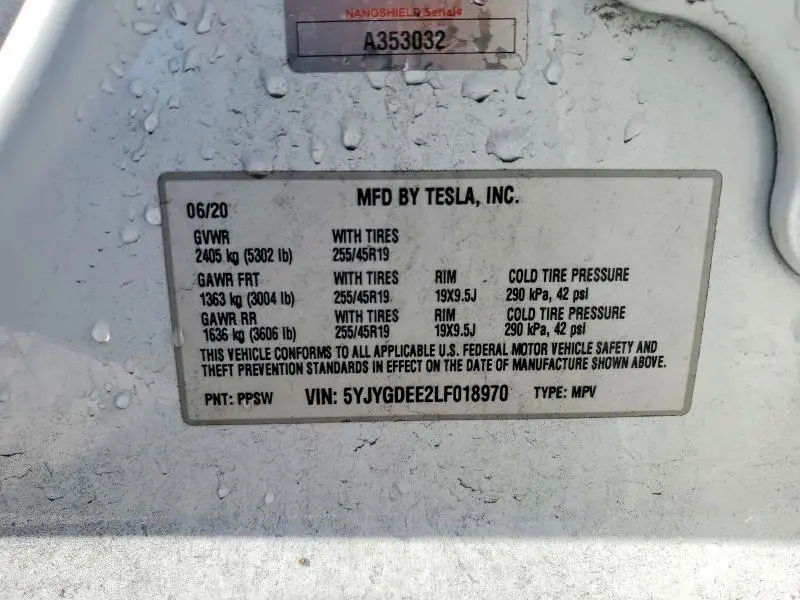 NANOSHIELD Serial#
A353032
MFD BY TESLA, INC.
06/20
GVWR WITH TIRES
2405 kg (5302 lb) 255/45R19
GAWR FRT WITH TIRES RIM COLD TIRE PRESSURE
1363 kg (3004 lb) 255/45R19 19X9.5J 290 kPa, 42 psi
GAWR RR WITH TIRES RIM COLD TIRE PRESSURE
1636 kg (3606 lb) 255/45R19 19X9.5J 290 kPa, 42 psi
THIS VEHICLE CONFORMS TO ALL APPLICABLE U.S. FEDERAL MOTOR VEHICLE SAFETY AND
THEFT PREVENTION STANDARDS IN EFFECT ON THE DATE OF MANUFACTURE SHOWN ABOVE.
PNT: PPSW VIN: 5YJYGDEE2LF018970 TYPE: MPV